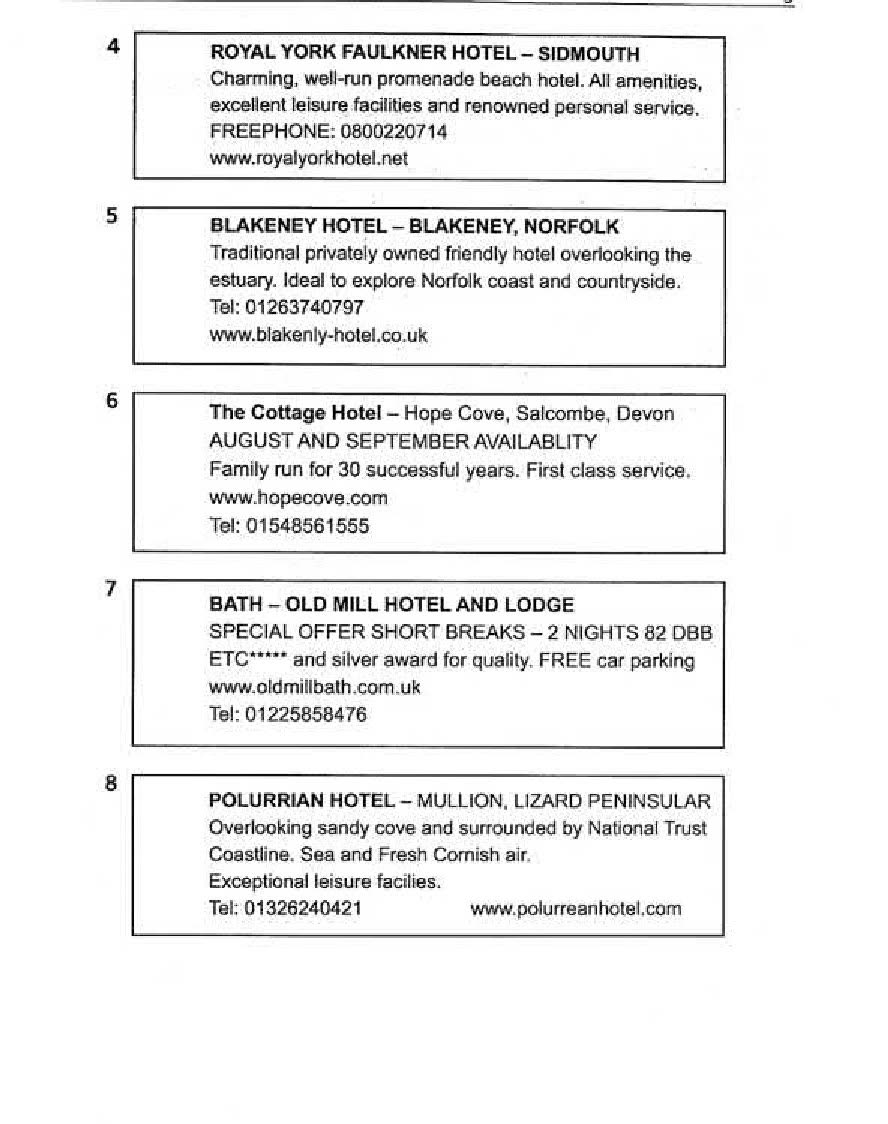 4
ROYAL YORK FAULKNER HOTEL – SIDMOUTH
Charming, well-run promenade beach hotel. All amenities,
excellent leisure facilities and renowned personal service.
FREEPHONE: 0800220714
www.royalyorkhotel.net
5
BLAKENEY HOTEL – BLAKENEY, NORFOLK
Traditional privately owned friendly hotel overlooking the
estuary. Ideal to explore Norfolk coast and countryside.
Tel: 01263740797
www.blakenly-hotel.co.uk
6
The Cottage Hotel – Hope Cove, Salcombe, Devon
AUGUST AND SEPTEMBER AVAILABLITY
Family run for 30 successful years. First class service.
www.hopecove.com
Tel: 01548561555
7
BATH – OLD MILL HOTEL AND LODGE
SPECIAL OFFER SHORT BREAKS – 2 NIGHTS 82 DBB
ETC***** and silver award for quality. FREE car parking
www.oldmillbath.com.uk
Tel: 01225858476
8
POLURRIAN HOTEL – MULLION, LIZARD PENINSULAR
Overlooking sandy cove and surrounded by National Trust
Coastline. Sea and Fresh Cornish air.
Exceptional leisure facilies.
Tel: 01326240421 www.polurreanhotel.com